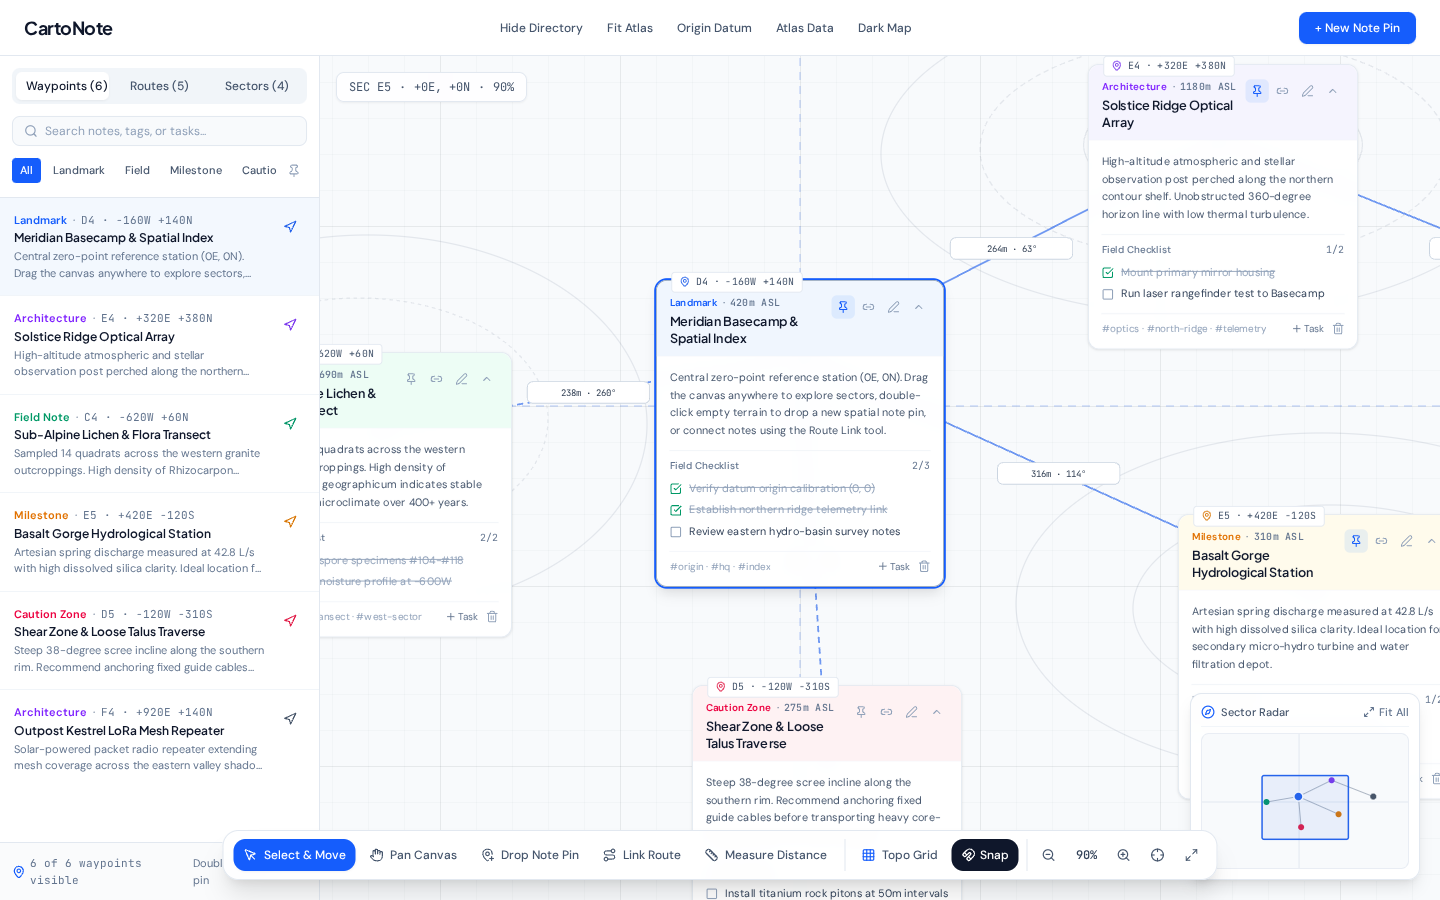 CartoNote
Hide Directory
Fit Atlas
Origin Datum
Atlas Data
Dark Map
+ New Note Pin
Waypoints (6)
Routes (5)
Sectors (4)
Search notes, tags, or tasks...
All
Landmark
Field
Milestone
Cautio
Landmark · D4 · -160W +140N
Meridian Basecamp & Spatial Index
Central zero-point reference station (0E, 0N).
Drag the canvas anywhere to explore sectors,...
Architecture · E4 · +320E +380N
Solstice Ridge Optical Array
High-altitude atmospheric and stellar
observation post perched along the northern...
Field Note · C4 · -620W +60N
Sub-Alpine Lichen & Flora Transect
Sampled 14 quadrats across the western granite
outcroppings. High density of Rhizocarpon...
Milestone · E5 · +420E -120S
Basalt Gorge Hydrological Station
Artesian spring discharge measured at 42.8 L/s
with high dissolved silica clarity. Ideal location f...
Caution Zone · D5 · -120W -310S
Shear Zone & Loose Talus Traverse
Steep 38-degree scree incline along the southern
rim. Recommend anchoring fixed guide cables...
Architecture · F4 · +920E +140N
Outpost Kestrel LoRa Mesh Repeater
Solar-powered packet radio repeater extending
mesh coverage across the eastern valley shado...
6 of 6 waypoints
visible
Doubl
pin
SEC E5 · +0E, +0N · 90%
620W +60N
690m ASL
e Lichen &
ect
quadrats across the western
roppings. High density of
geographicum indicates stable
microclimate over 400+ years.
st
2/2
spore specimens #104-#118
moisture profile at -600W
ansect · #west-sector
+ Task
238m · 260°
D4 · -160W +140N
Landmark · 420m ASL
Meridian Basecamp &
Spatial Index
Central zero-point reference station (0E, 0N). Drag
the canvas anywhere to explore sectors, double-
click empty terrain to drop a new spatial note pin,
or connect notes using the Route Link tool.
Field Checklist
2/3
Verify datum origin calibration (0, 0)
Establish northern ridge telemetry link
Review eastern hydro-basin survey notes
#origin · #hq · #index
+ Task
264m · 63°
316m · 114°
E4 · +320E +380N
Architecture · 1180m ASL
Solstice Ridge Optical
Array
High-altitude atmospheric and stellar
observation post perched along the northern
contour shelf. Unobstructed 360-degree
horizon line with low thermal turbulence.
Field Checklist
1/2
Mount primary mirror housing
Run laser rangefinder test to Basecamp
#optics · #north-ridge · #telemetry
+ Task
E5 · +420E -120S
Milestone · 310m ASL
Basalt Gorge
Hydrological Station
Artesian spring discharge measured at 42.8 L/s
with high dissolved silica clarity. Ideal location for
secondary micro-hydro turbine and water
filtration depot.
1/2
Sector Radar
Fit All
D5 · -120W -310S
Caution Zone · 275m ASL
Shear Zone & Loose
Talus Traverse
Steep 38-degree scree incline along the
southern rim. Recommend anchoring fixed
guide cables before transporting heavy core-
Install titanium rock pitons at 50m intervals
Select & Move
Pan Canvas
Drop Note Pin
Link Route
Measure Distance
Topo Grid
Snap
90%